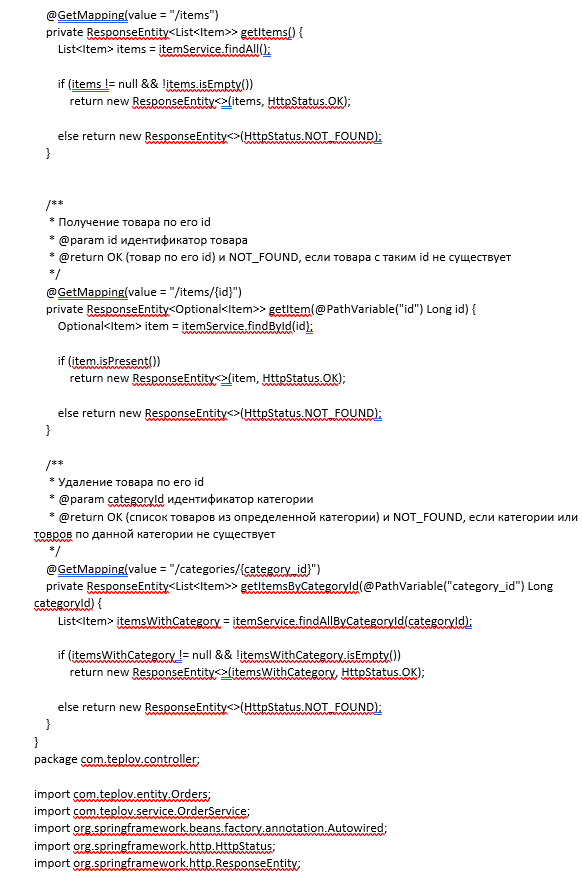 @GetMapping(value = "/items")
private ResponseEntity<List<Item>> getItems() {
List<Item> items = itemService.findAll();
if (items != null && !items.isEmpty())
return new ResponseEntity<>(items, HttpStatus.OK);
else return new ResponseEntity<>(HttpStatus.NOT_FOUND);
}
/**
* Получение товара по его id
* @param id идентификатор товара
* @return OK (товар по его id) и NOT_FOUND, если товара с таким id не существует
*/
@GetMapping(value = "/items/{id}")
private ResponseEntity<Optional<Item>> getItem(@PathVariable("id") Long id) {
Optional<Item> item = itemService.findById(id);
if (item.isPresent())
return new ResponseEntity<>(item, HttpStatus.OK);
else return new ResponseEntity<>(HttpStatus.NOT_FOUND);
}
/**
* Удаление товара по его id
* @param categoryId идентификатор категории
* @return OK (список товаров из определенной категории) и NOT_FOUND, если категории или
товров по данной категории не существует
*/
@GetMapping(value = "/categories/{category_id}")
private ResponseEntity<List<Item>> getItemsByCategoryId(@PathVariable("category_id") Long
categoryId) {
List<Item> itemsWithCategory = itemService.findAllByCategoryId(categoryId);
if (itemsWithCategory != null && !itemsWithCategory.isEmpty())
return new ResponseEntity<>(itemsWithCategory, HttpStatus.OK);
else return new ResponseEntity<>(HttpStatus.NOT_FOUND);
}
}
package com.teplov.controller;
import com.teplov.entity.Orders;
import com.teplov.service.OrderService;
import org.springframework.beans.factory.annotation.Autowired;
import org.springframework.http.HttpStatus;
import org.springframework.http.ResponseEntity;